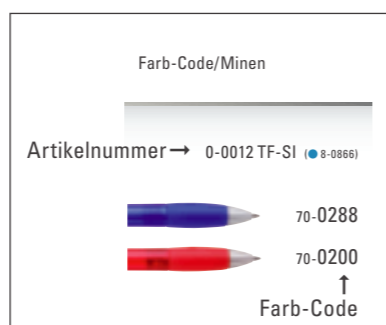 Farb-Code/Minen
Artikelnummer → 0-0012 TF-SI (● 8-0866)
70-0288
70-0200
↑
Farb-Code